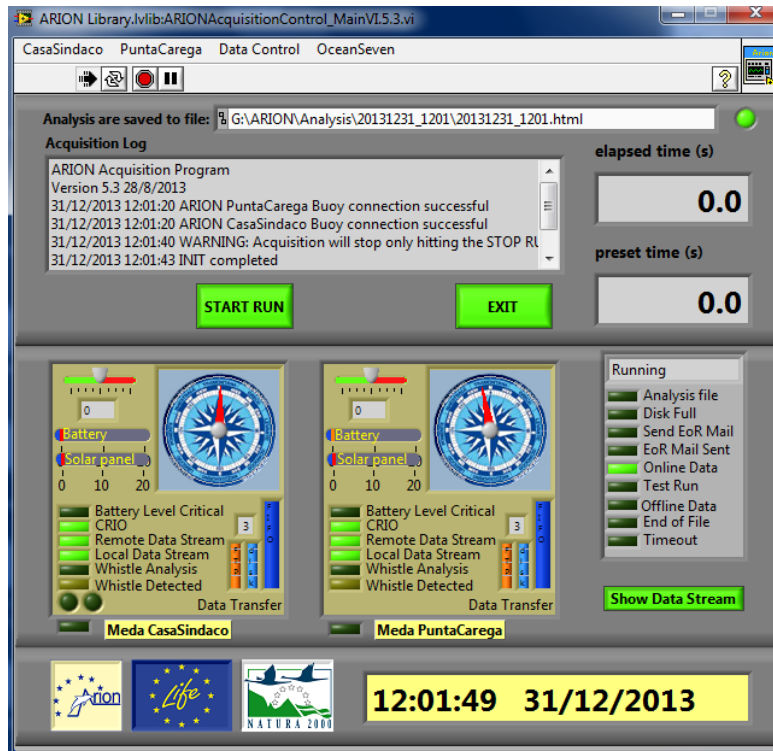 ARION Library.lvlib:ARIONAcquisitionControl_MainVI.5.3.vi
CasaSindaco PuntaCarega Data Control OceanSeven
?
Arion
Analysis are saved to file: G:\ARION\Analysis\20131231_1201\20131231_1201.html
Acquisition Log
ARION Acquisition Program
Version 5.3 28/8/2013
31/12/2013 12:01:20 ARION PuntaCarega Buoy connection successful
31/12/2013 12:01:20 ARION CasaSindaco Buoy connection successful
31/12/2013 12:01:40 WARNING: Acquisition will stop only hitting the STOP RU
31/12/2013 12:01:43 INIT completed
elapsed time (s)
0.0
preset time (s)
0.0
START RUN
EXIT
0
Battery
Solar panel
0 10 20
Battery Level Critical
CRIO
3
Remote Data Stream
Local Data Stream
Whistle Analysis
Whistle Detected
FIFO
Data Transfer
Meda CasaSindaco
0
Battery
Solar panel
0 10 20
Battery Level Critical
CRIO
3
Remote Data Stream
Local Data Stream
Whistle Analysis
Whistle Detected
FIFO
Data Transfer
Meda PuntaCarega
Running
Analysis file
Disk Full
Send EoR Mail
EoR Mail Sent
Online Data
Test Run
Offline Data
End of File
Timeout
Show Data Stream
Arion
Life
NATURA 2000
12:01:49 31/12/2013